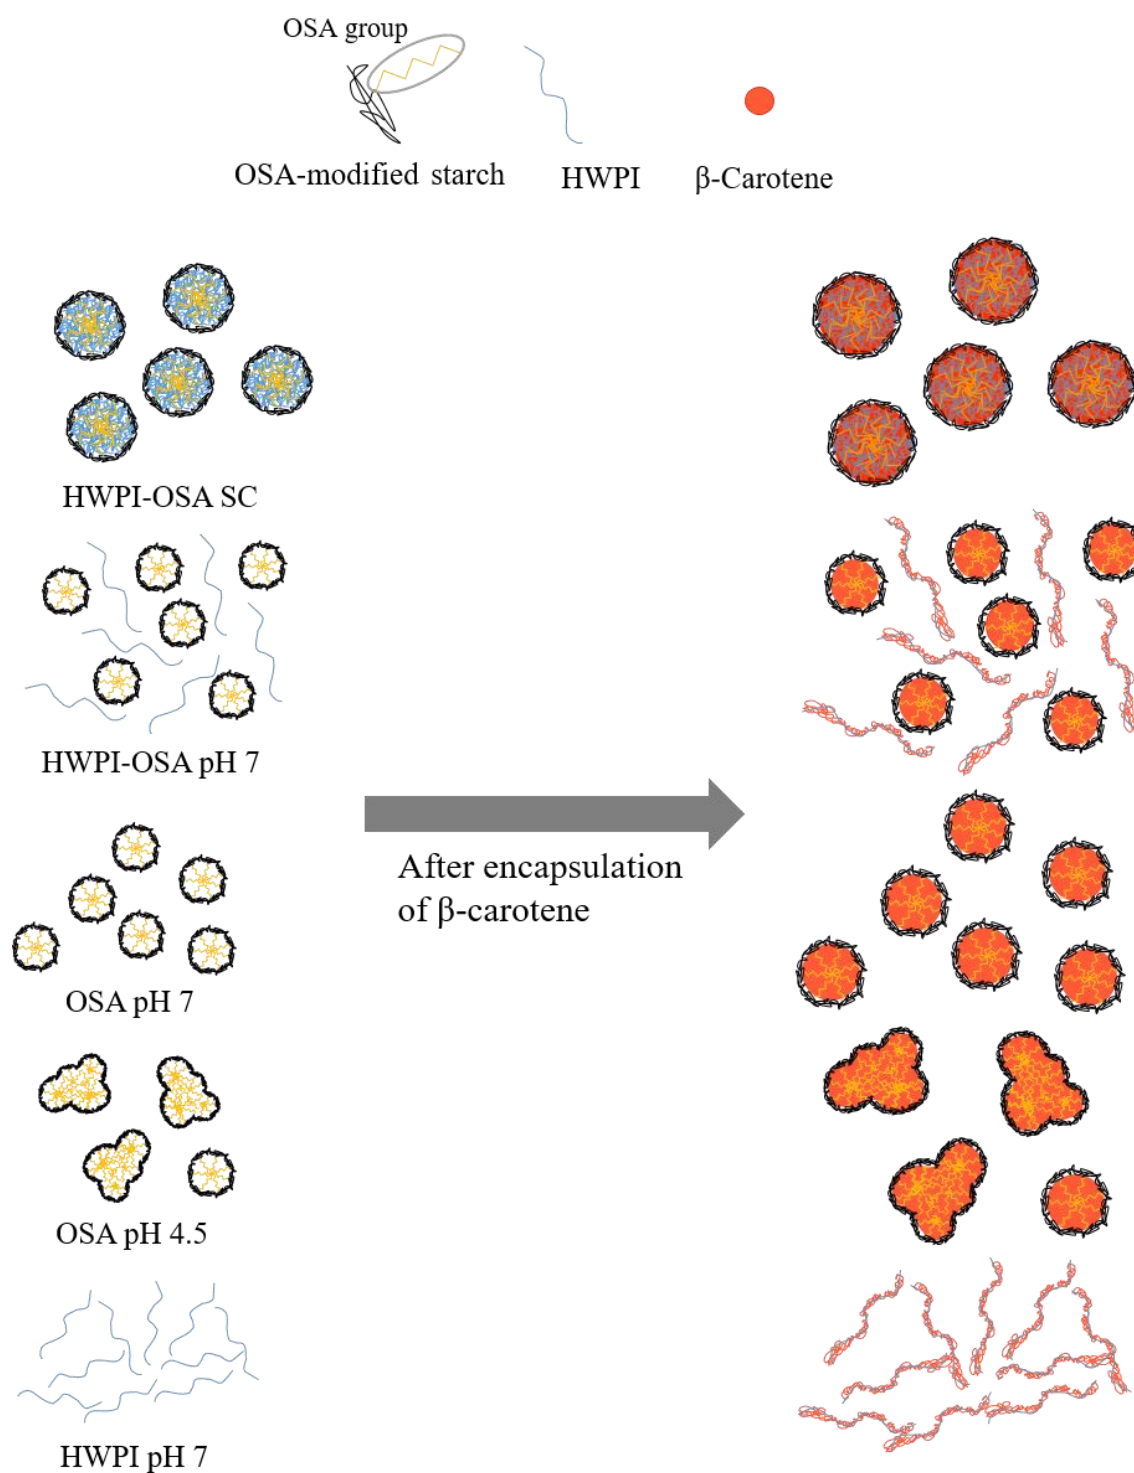 OSA group
OSA-modified starch
HWPI
β-Carotene
HWPI-OSA SC
HWPI-OSA pH 7
After encapsulation
of β-carotene
OSA pH 7
OSA pH 4.5
HWPI pH 7